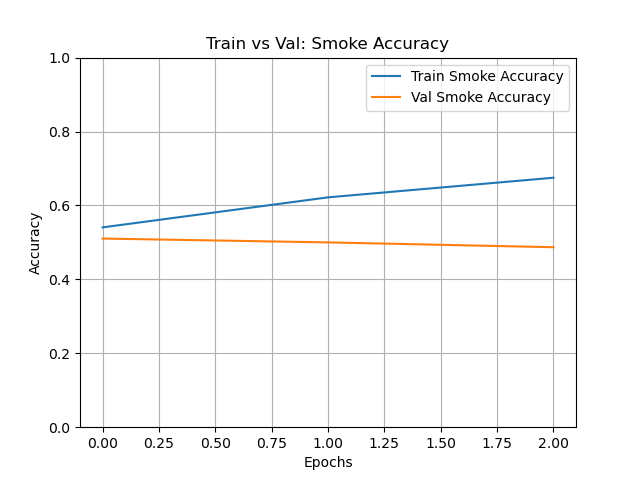 Train vs Val: Smoke Accuracy
1.0
0.8
0.6
0.4
0.2
0.0
Accuracy
Train Smoke Accuracy
Val Smoke Accuracy
0.00 0.25 0.50 0.75 1.00 1.25 1.50 1.75 2.00
Epochs